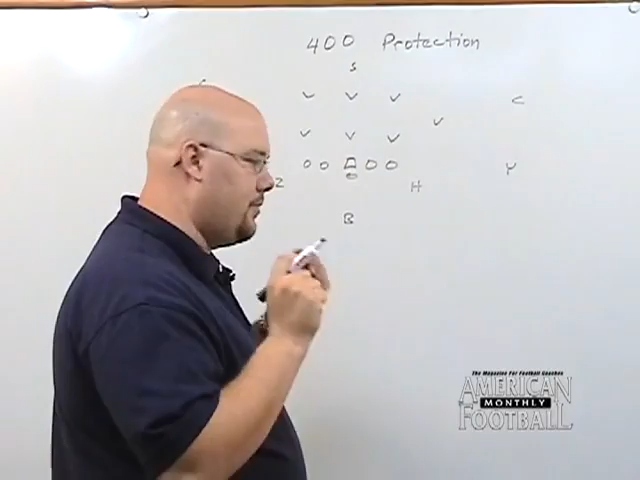 400 Protection
S
C
Y
Z
H
B
The Magazine For Football Coaches
AMERICAN
MONTHLY
FOOTBALL